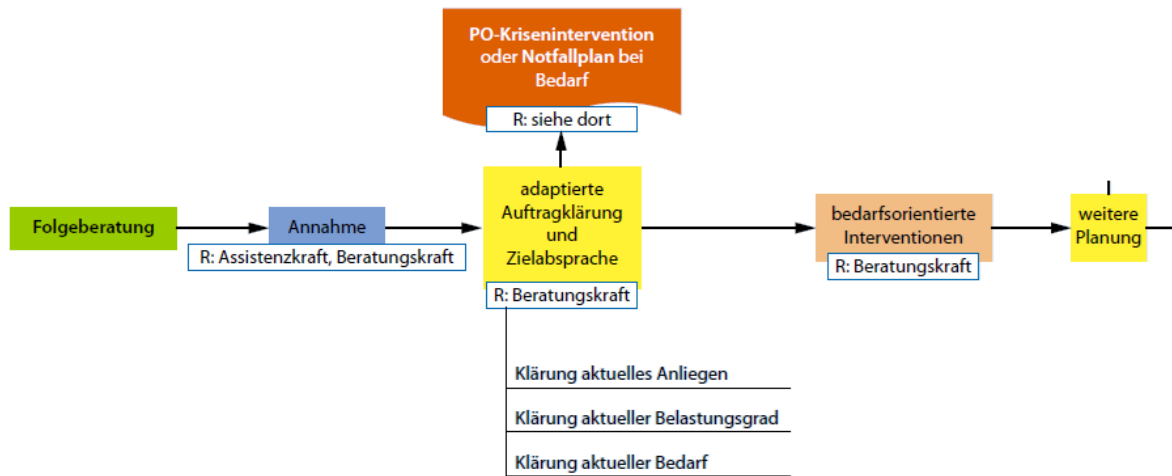 PO-Krisenintervention
oder Notfallplan bei
Bedarf
R: siehe dort
Folgeberatung
Annahme
R: Assistenzkraft, Beratungskraft
adaptierte
Auftragklärung
und
Zielabsprache
R: Beratungskraft
bedarfsorientierte
Interventionen
R: Beratungskraft
weitere
Planung
Klärung aktuelles Anliegen
Klärung aktueller Belastungsgrad
Klärung aktueller Bedarf